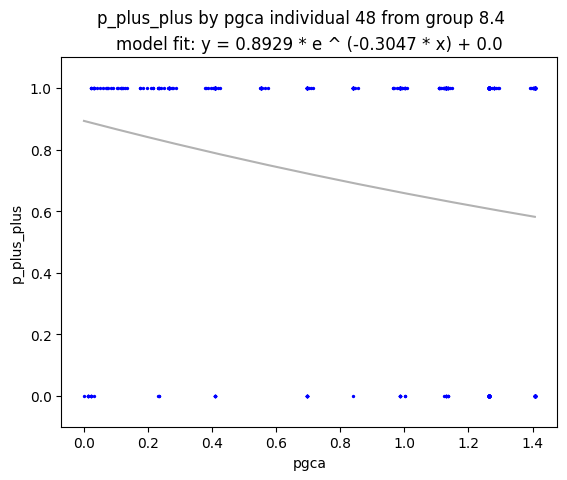 p_plus_plus by pgca individual 48 from group 8.4
model fit: y = 0.8929 * e ^ (-0.3047 * x) + 0.0
1.0
0.8
0.6
0.4
0.2
0.0
p_plus_plus
0.0 0.2 0.4 0.6 0.8 1.0 1.2 1.4
pgca